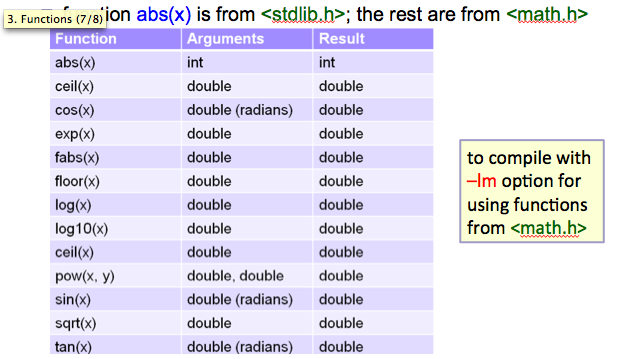 3. Functions (7/8)
function abs(x) is from <stdlib.h>; the rest are from <math.h>
Function Arguments Result
abs(x) int int
ceil(x) double double
cos(x) double (radians) double
exp(x) double double
fabs(x) double double
floor(x) double double
log(x) double double
log10(x) double double
ceil(x) double double
pow(x, y) double, double double
sin(x) double (radians) double
sqrt(x) double double
tan(x) double (radians) double
to compile with
–lm option for
using functions
from <math.h>